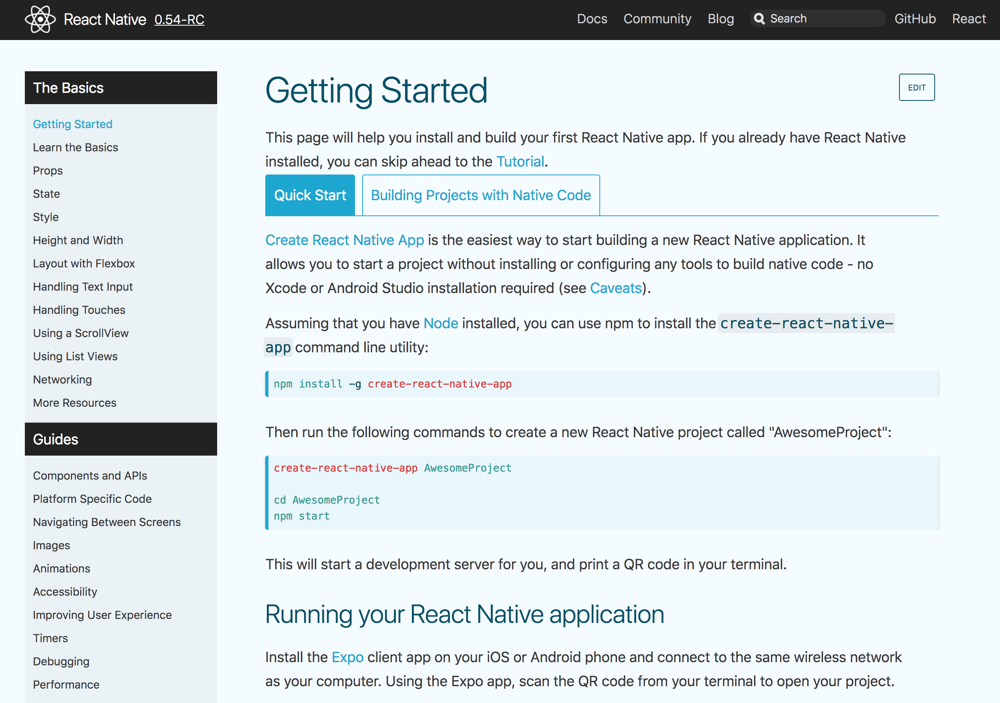 React Native 0.54-RC
Docs Community Blog Search GitHub React
The Basics
Getting Started
Learn the Basics
Props
State
Style
Height and Width
Layout with Flexbox
Handling Text Input
Handling Touches
Using a ScrollView
Using List Views
Networking
More Resources
Guides
Components and APIs
Platform Specific Code
Navigating Between Screens
Images
Animations
Accessibility
Improving User Experience
Timers
Debugging
Performance
Getting Started
EDIT
This page will help you install and build your first React Native app. If you already have React Native
installed, you can skip ahead to the Tutorial.
Quick Start
Building Projects with Native Code
Create React Native App is the easiest way to start building a new React Native application. It
allows you to start a project without installing or configuring any tools to build native code - no
Xcode or Android Studio installation required (see Caveats).
Assuming that you have Node installed, you can use npm to install the create-react-native-
app command line utility:
npm install -g create-react-native-app
Then run the following commands to create a new React Native project called "AwesomeProject":
create-react-native-app AwesomeProject
cd AwesomeProject
npm start
This will start a development server for you, and print a QR code in your terminal.
Running your React Native application
Install the Expo client app on your iOS or Android phone and connect to the same wireless network
as your computer. Using the Expo app, scan the QR code from your terminal to open your project.